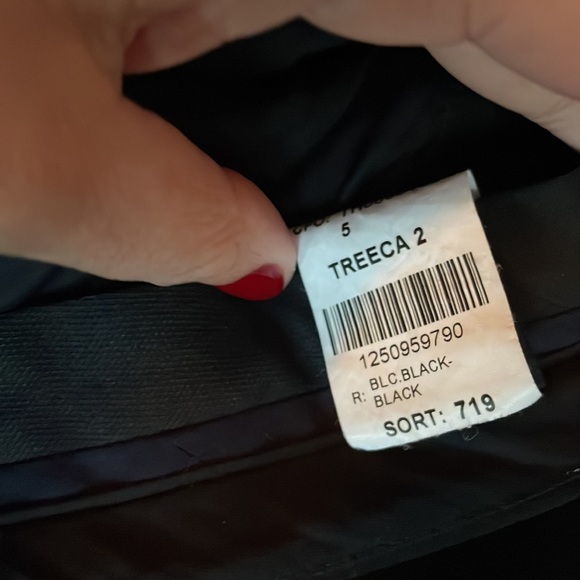 5
TREECA 2
1250959790
R: BLC.BLACK-
BLACK
SORT: 719